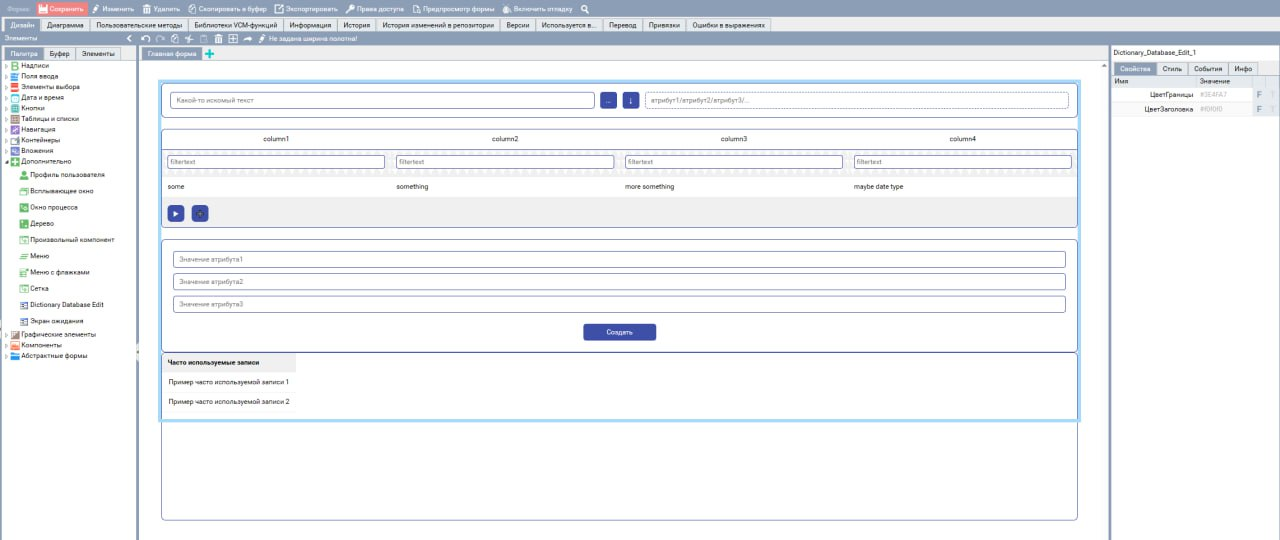 Форма Сохранить Изменить Удалить Скопировать в буфер Экспортировать Права доступа Предпросмотр формы Включить отладку
Дизайн Диаграмма Пользовательские методы Библиотеки VCM-функций Информация История История изменений в репозитории Версии Используется в... Перевод Привязки Ошибки в выражениях
Элементы
Не задана ширина полотна!
Палитра Буфер Элементы
Главная форма
Надписи
Поля ввода
Элементы выбора
Дата и время
Кнопки
Таблицы и списки
Навигация
Контейнеры
Вложения
Дополнительно
Профиль пользователя
Всплывающее окно
Окно процесса
Дерево
Произвольный компонент
Меню
Меню с флажками
Сетка
Dictionary Database Edit
Экран ожидания
Графические элементы
Компоненты
Абстрактные формы
Какой-то искомый текст ... ↓ атрибут1/атрибут2/атрибут3/...
column1 column2 column3 column4
filtertext filtertext filtertext filtertext
some something more something maybe date type
Значение атрибута1
Значение атрибута2
Значение атрибута3
Создать
Часто используемые записи
Пример часто используемой записи 1
Пример часто используемой записи 2
Dictionary_Database_Edit_1
Свойства Стиль События Инфо
Имя Значение
ЦветГраницы #3E4FA7 F T
ЦветЗаголовка #f0f0f0 F T